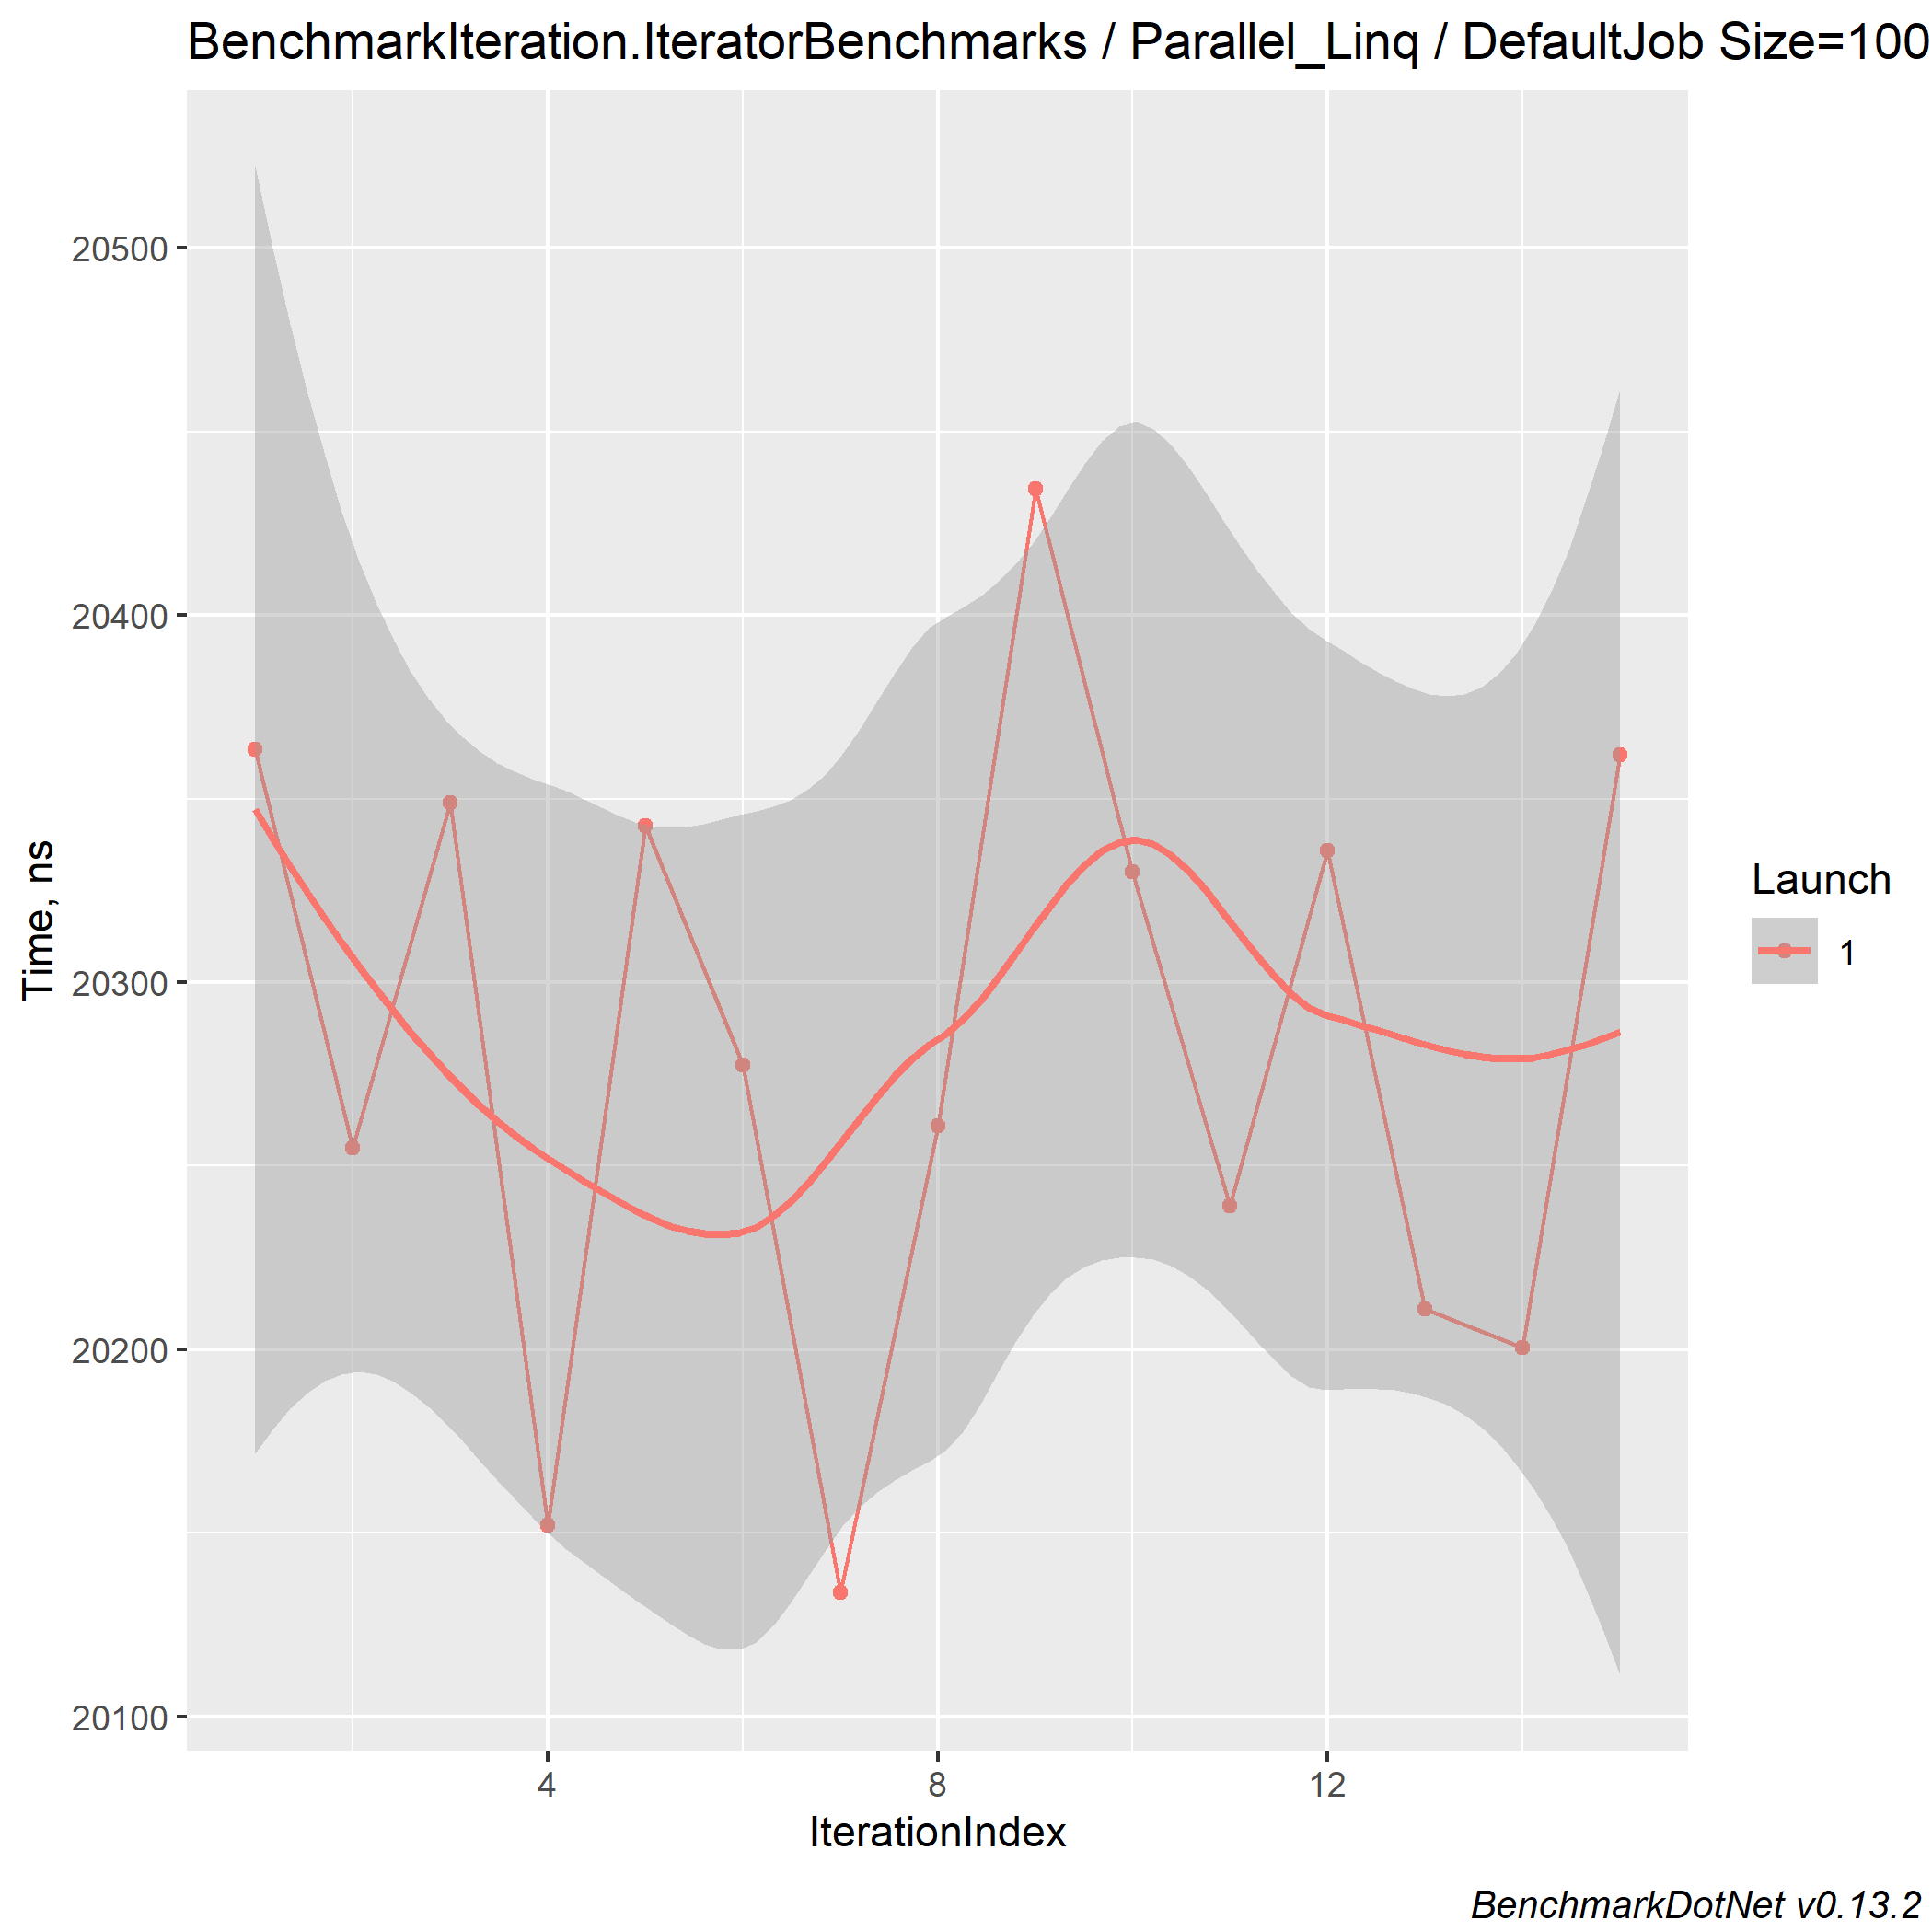 BenchmarkIteration.IteratorBenchmarks / Parallel_Linq / DefaultJob Size=100
Time, ns
20500
20400
20300
20200
20100
4
8
12
IterationIndex
Launch
1
BenchmarkDotNet v0.13.2